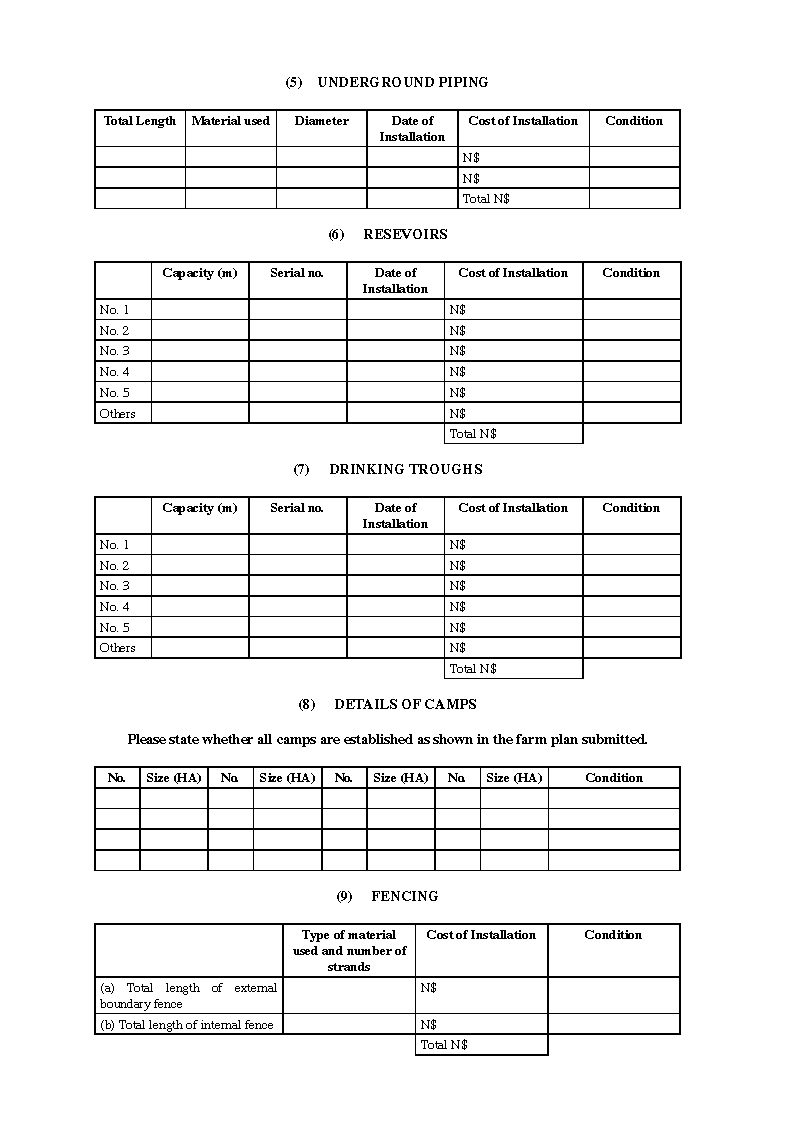 (5) UNDERGROUND PIPING
Total Length Material used Diameter Date of Installation Cost of Installation Condition
N$
N$
Total N$
(6) RESEVOIRS
Capacity (m) Serial no. Date of Installation Cost of Installation Condition
No. 1 N$
No. 2 N$
No. 3 N$
No. 4 N$
No. 5 N$
Others N$
Total N$
(7) DRINKING TROUGHS
Capacity (m) Serial no. Date of Installation Cost of Installation Condition
No. 1 N$
No. 2 N$
No. 3 N$
No. 4 N$
No. 5 N$
Others N$
Total N$
(8) DETAILS OF CAMPS
Please state whether all camps are established as shown in the farm plan submitted.
No. Size (HA) No. Size (HA) No. Size (HA) No. Size (HA) Condition
(9) FENCING
Type of material used and number of strands Cost of Installation Condition
(a) Total length of external boundary fence N$
(b) Total length of internal fence N$
Total N$